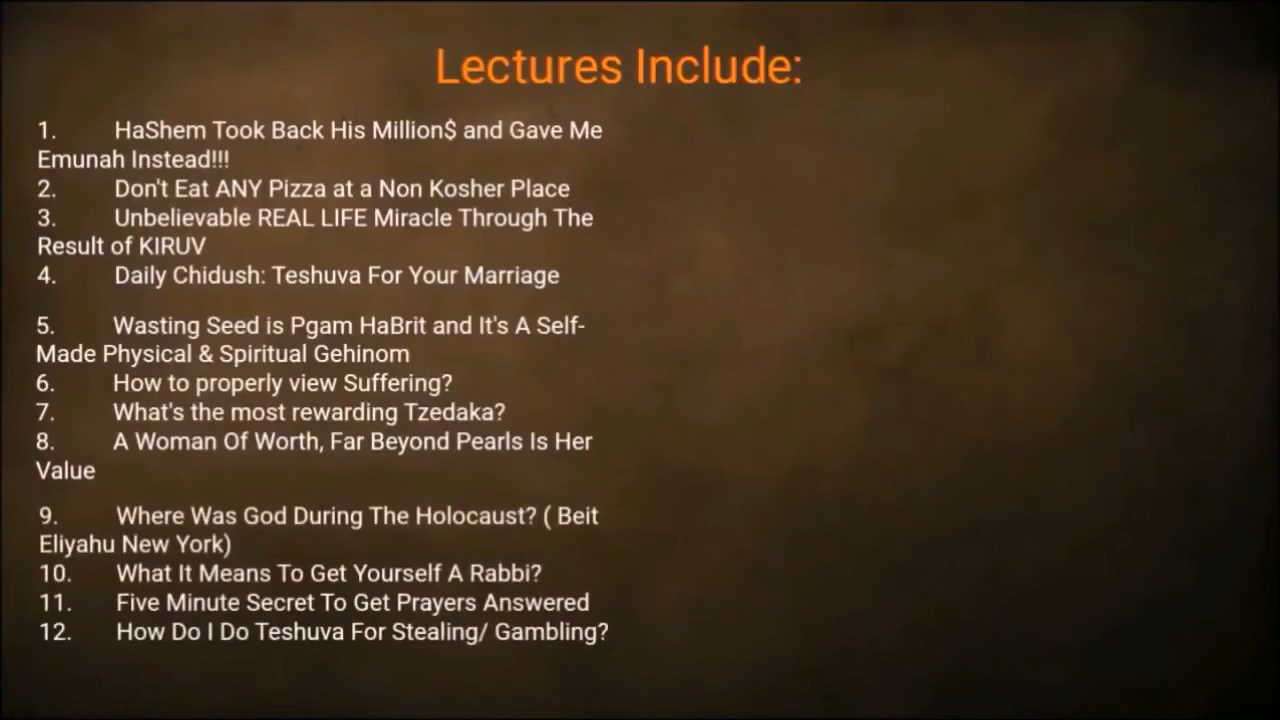 Lectures Include:
1. HaShem Took Back His Million$ and Gave Me
Emunah Instead!!!
2. Don't Eat ANY Pizza at a Non Kosher Place
3. Unbelievable REAL LIFE Miracle Through The
Result of KIRUV
4. Daily Chidush: Teshuva For Your Marriage
5. Wasting Seed is Pgam HaBrit and It's A Self-
Made Physical & Spiritual Gehinom
6. How to properly view Suffering?
7. What's the most rewarding Tzedaka?
8. A Woman Of Worth, Far Beyond Pearls Is Her
Value
9. Where Was God During The Holocaust? ( Beit
Eliyahu New York)
10. What It Means To Get Yourself A Rabbi?
11. Five Minute Secret To Get Prayers Answered
12. How Do I Do Teshuva For Stealing/ Gambling?